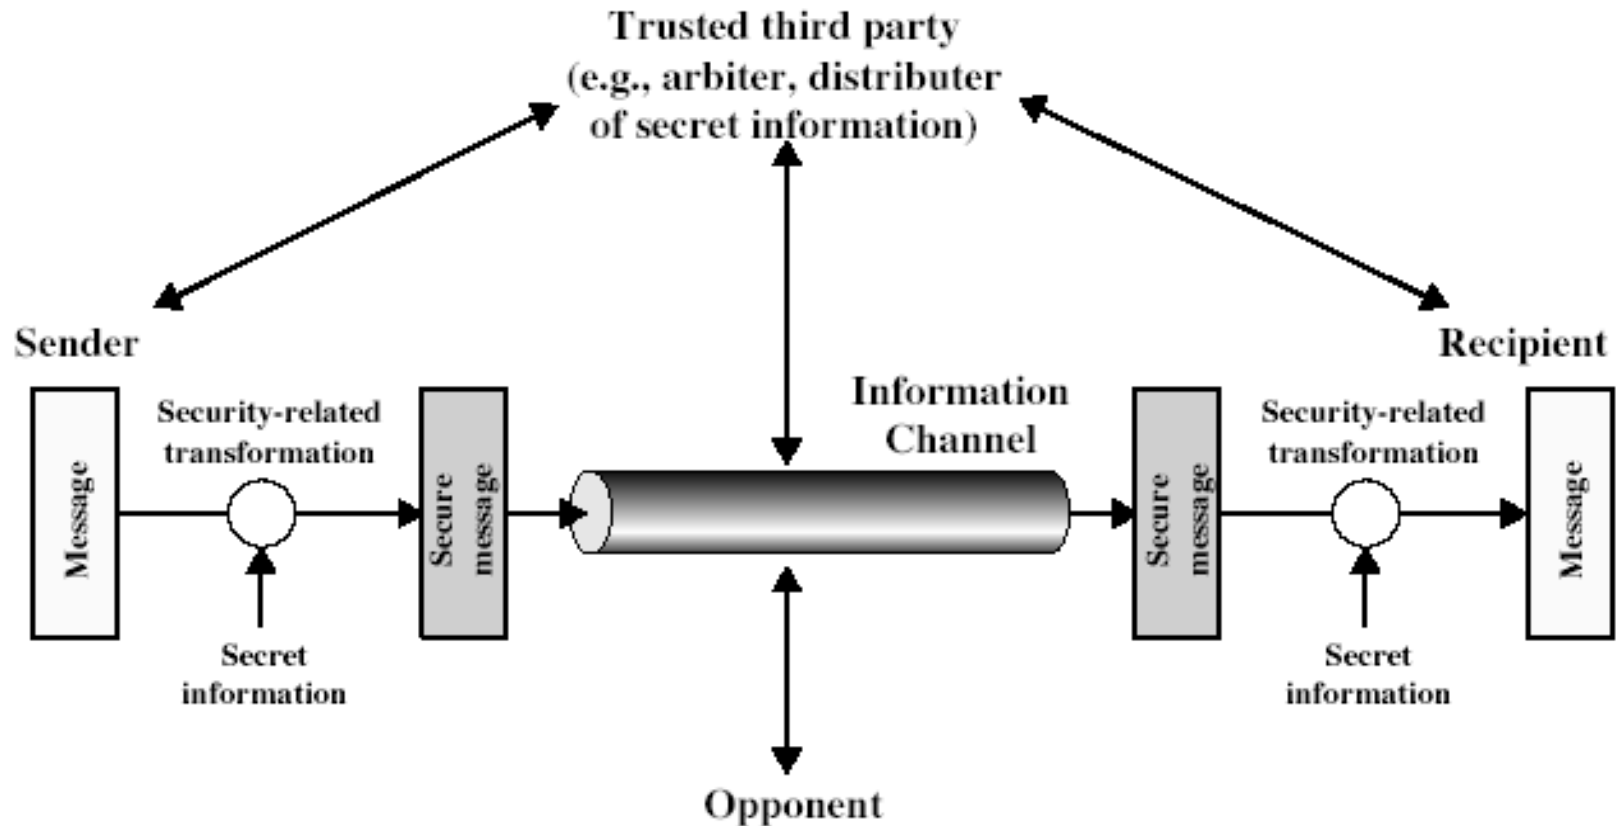 Trusted third party
(e.g., arbiter, distributer
of secret information)
Sender
Recipient
Information
Channel
Security-related
transformation
Security-related
transformation
Message
Secure
message
Secure
message
Message
Secret
information
Secret
information
Opponent